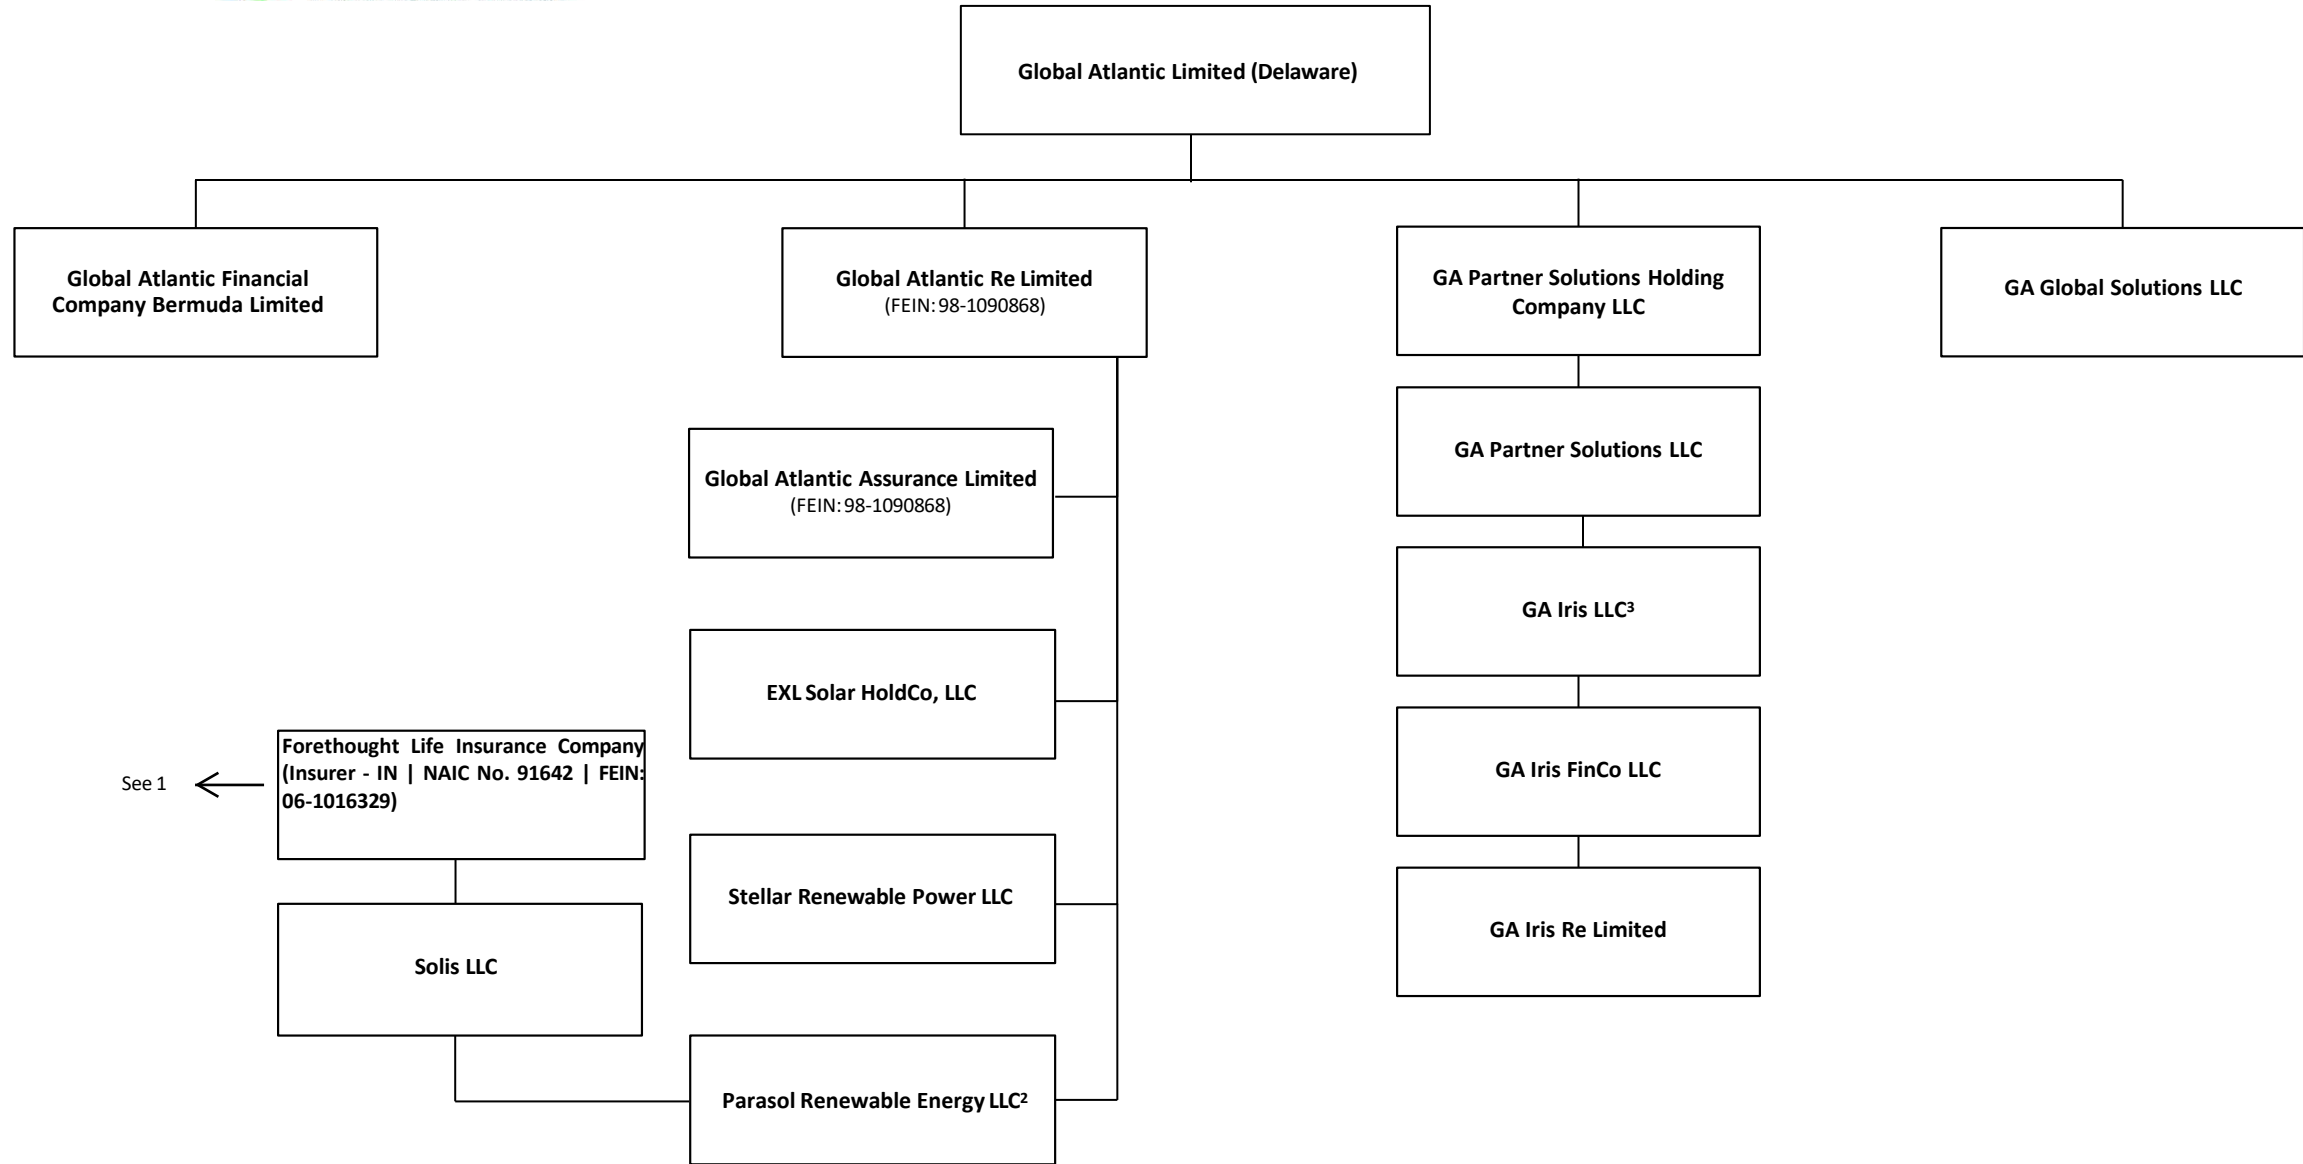 Global Atlantic Limited (Delaware)
Global Atlantic Financial
Company Bermuda Limited
Global Atlantic Re Limited
(FEIN: 98-1090868)
GA Partner Solutions Holding
Company LLC
GA Global Solutions LLC
GA Partner Solutions LLC
Global Atlantic Assurance Limited
(FEIN: 98-1090868)
GA Iris LLC³
EXL Solar HoldCo, LLC
Forethought Life Insurance Company
(Insurer - IN | NAIC No. 91642 | FEIN:
06-1016329)
See 1
GA Iris FinCo LLC
Stellar Renewable Power LLC
GA Iris Re Limited
Solis LLC
Parasol Renewable Energy LLC²